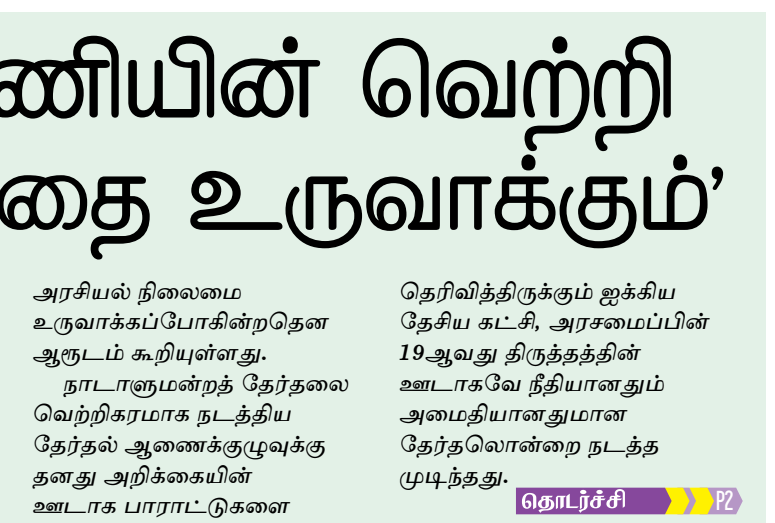 ணியின் வெற்றி
தை உருவாக்கும்’
அரசியல் நிலைமை
உருவாக்கப்போகின்றதென
ஆரூடம் கூறியுள்ளது.
நாடாளுமன்றத் தேர்தலை
வெற்றிகரமாக நடத்திய
தேர்தல் ஆணைக்குழுவுக்கு
தனது அறிக்கையின்
ஊடாக பாராட்டுகளை
தெரிவித்திருக்கும் ஐக்கிய
தேசிய கட்சி, அரசமைப்பின்
19ஆவது திருத்தத்தின்
ஊடாகவே நீதியானதும்
அமைதியானதுமான
தேர்தலொன்றை நடத்த
முடிந்தது.
தொடர்ச்சி P2